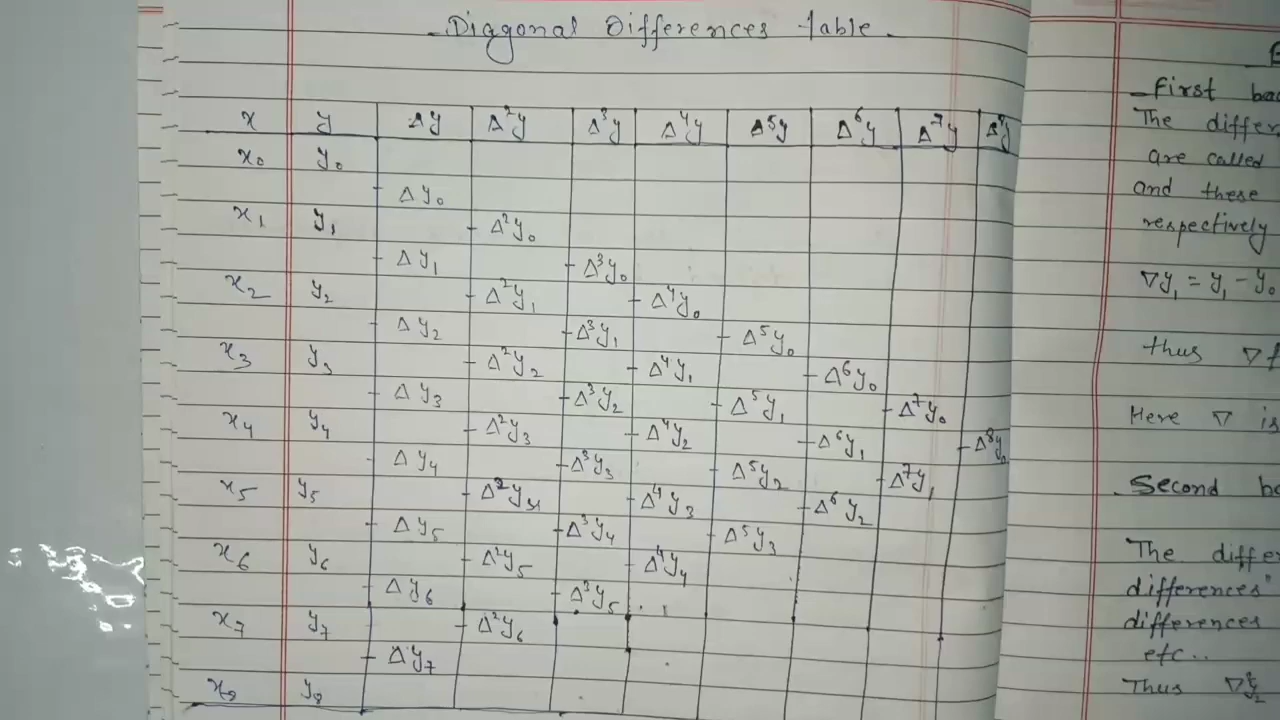 Diagonal Differences table
x y Δy Δ²y Δ³y Δ⁴y Δ⁵y Δ⁶y Δ⁷y Δ⁸y
x₀ y₀
Δy₀
x₁ y₁ Δ²y₀
Δy₁ Δ³y₀
x₂ y₂ Δ²y₁ Δ⁴y₀
Δy₂ Δ³y₁ Δ⁵y₀
x₃ y₃ Δ²y₂ Δ⁴y₁ Δ⁶y₀
Δy₃ Δ³y₂ Δ⁵y₁ Δ⁷y₀
x₄ y₄ Δ²y₃ Δ⁴y₂ Δ⁶y₁ Δ⁸y₀
Δy₄ Δ³y₃ Δ⁵y₂ Δ⁷y₁
x₅ y₅ Δ²y₄ Δ⁴y₃ Δ⁶y₂
Δy₅ Δ³y₄ Δ⁵y₃
x₆ y₆ Δ²y₅ Δ⁴y₄
Δy₆ Δ³y₅
x₇ y₇ Δ²y₆
Δy₇
x₈ y₈
First
The
are called
and these
respectively
∇y₁ = y₁ - y₀
thus ∇
Here ∇ is
Second
The
differences"
differences
etc..
Thus